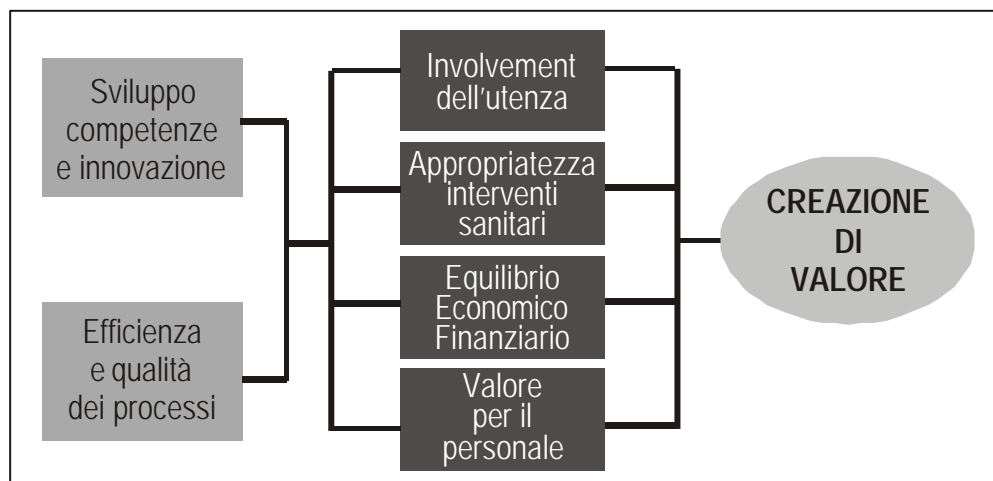 Sviluppo
competenze
e innovazione
Efficienza
e qualità
dei processi
Involvement
dell'utenza
Appropriatezza
interventi
sanitari
Equilibrio
Economico
Finanziario
Valore
per il
personale
CREAZIONE
DI
VALORE